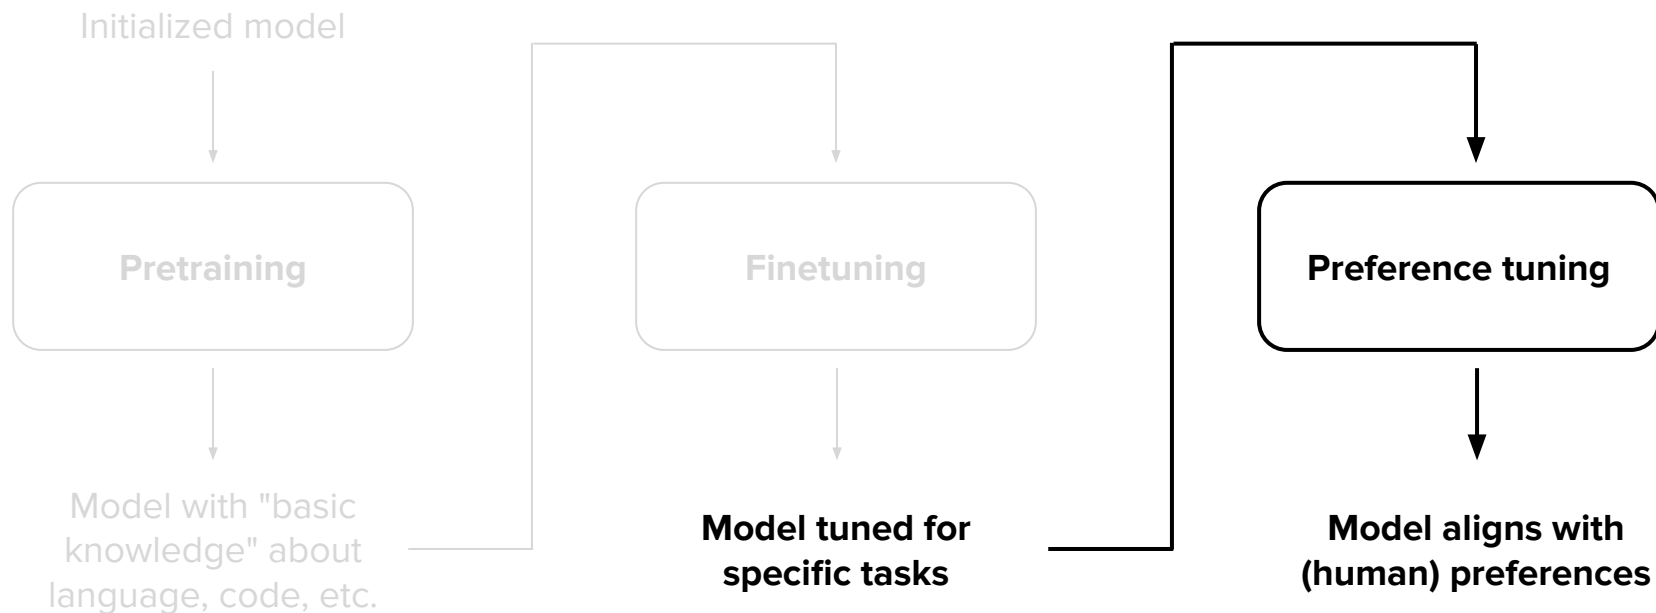 Initialized model
Pretraining
Model with "basic
knowledge" about
language, code, etc.
Finetuning
Model tuned for
specific tasks
Preference tuning
Model aligns with
(human) preferences